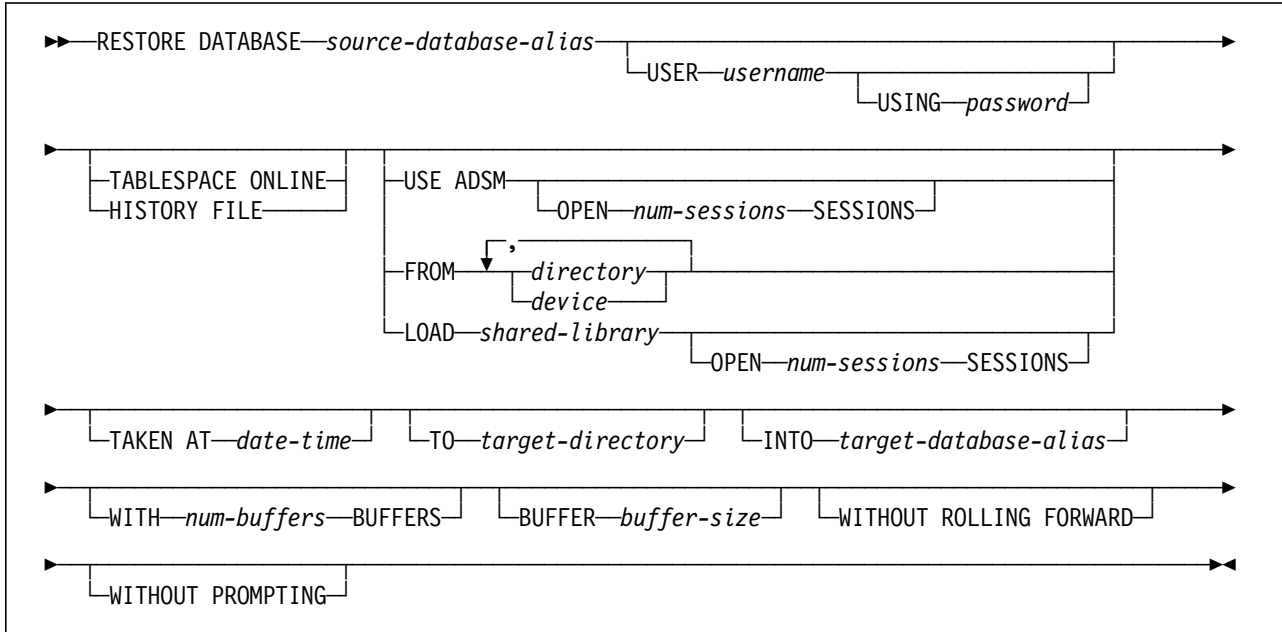 RESTORE DATABASE source-database-alias
USER username
USING password
TABLESPACE ONLINE
HISTORY FILE
USE ADSM
OPEN num-sessions SESSIONS
,
FROM directory
device
LOAD shared-library
OPEN num-sessions SESSIONS
TAKEN AT date-time TO target-directory INTO target-database-alias
WITH num-buffers BUFFERS BUFFER buffer-size WITHOUT ROLLING FORWARD
WITHOUT PROMPTING